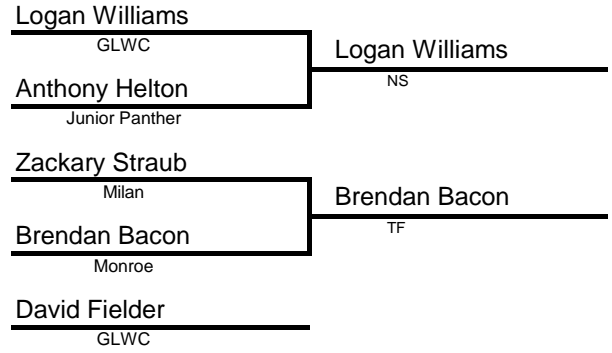 Logan Williams
GLWC
Logan Williams
NS
Anthony Helton
Junior Panther
Zackary Straub
Milan
Brendan Bacon
TF
Brendan Bacon
Monroe
David Fielder
GLWC